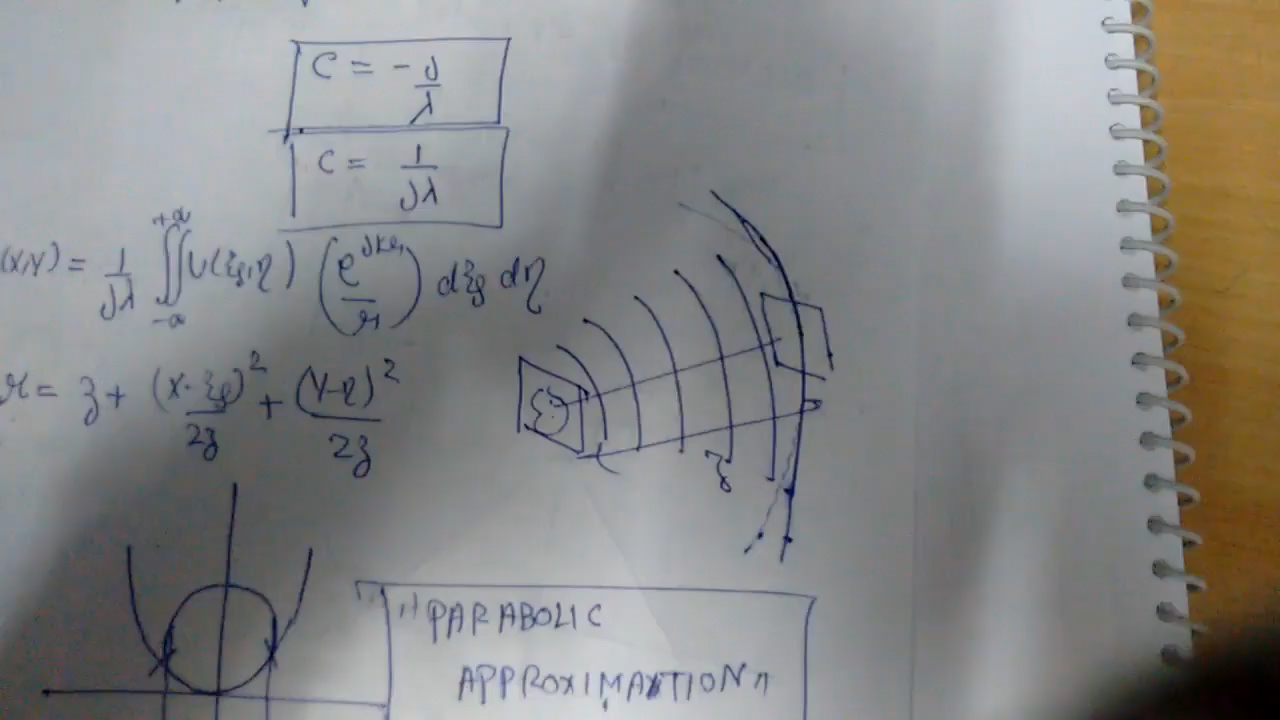 C = -j/λ
C = 1/jλ
(x,y) = 1/jλ ∬ U(ξ,η) (e^{jkr}/r) dξ dη
+∞
-∞
r = z + (x-ξ)²/2z + (y-η)²/2z
z
"PARABOLIC
APPROXIMATION"